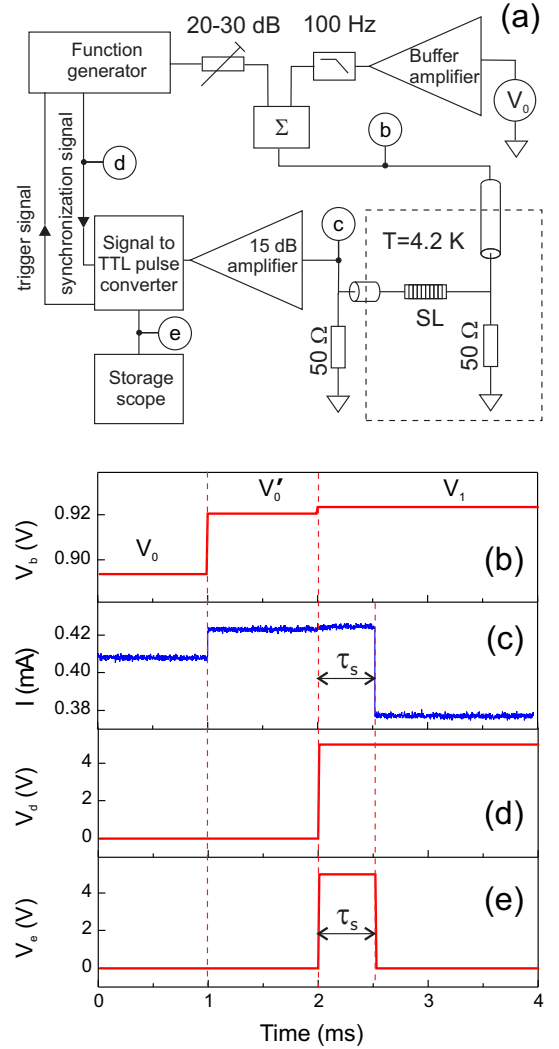 (a)
20-30 dB
100 Hz
Function
generator
Buffer
amplifier
V₀
Σ
b
trigger signal
synchronization signal
d
c
T=4.2 K
Signal to
TTL pulse
converter
15 dB
amplifier
SL
50 Ω
50 Ω
e
Storage
scope
V₀
V₀′
V₁
0.92
0.90
V_b (V)
(b)
0.42
0.40
0.38
I (mA)
τₛ
(c)
4
2
0
V_d (V)
(d)
4
2
0
V_e (V)
τₛ
(e)
0
1
2
3
4
Time (ms)